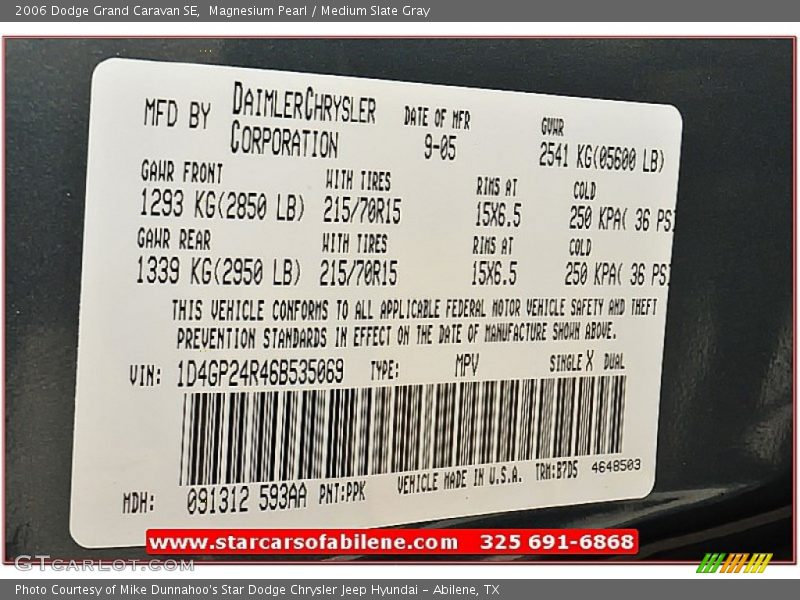 2006 Dodge Grand Caravan SE,  Magnesium Pearl / Medium Slate Gray
MFD BY DAIMLERCHRYSLER CORPORATION
DATE OF MFR 9-05
GVWR 2541 KG(05600 LB)
GAWR FRONT WITH TIRES RIMS AT COLD
1293 KG(2850 LB) 215/70R15 15X6.5 250 KPA( 36 PSI
GAWR REAR WITH TIRES RIMS AT COLD
1339 KG(2950 LB) 215/70R15 15X6.5 250 KPA( 36 PSI
THIS VEHICLE CONFORMS TO ALL APPLICABLE FEDERAL MOTOR VEHICLE SAFETY AND THEFT
PREVENTION STANDARDS IN EFFECT ON THE DATE OF MANUFACTURE SHOWN ABOVE.
VIN: 1D4GP24R46B535069 TYPE: MPV SINGLE X DUAL
MDH: 091312 593AA PNT:PPK VEHICLE MADE IN U.S.A. TRM:B7D5 4648503
www.starcarsofabilene.com 325 691-6868
GTCARLOT.COM
Photo Courtesy of Mike Dunnahoo's Star Dodge Chrysler Jeep Hyundai - Abilene, TX